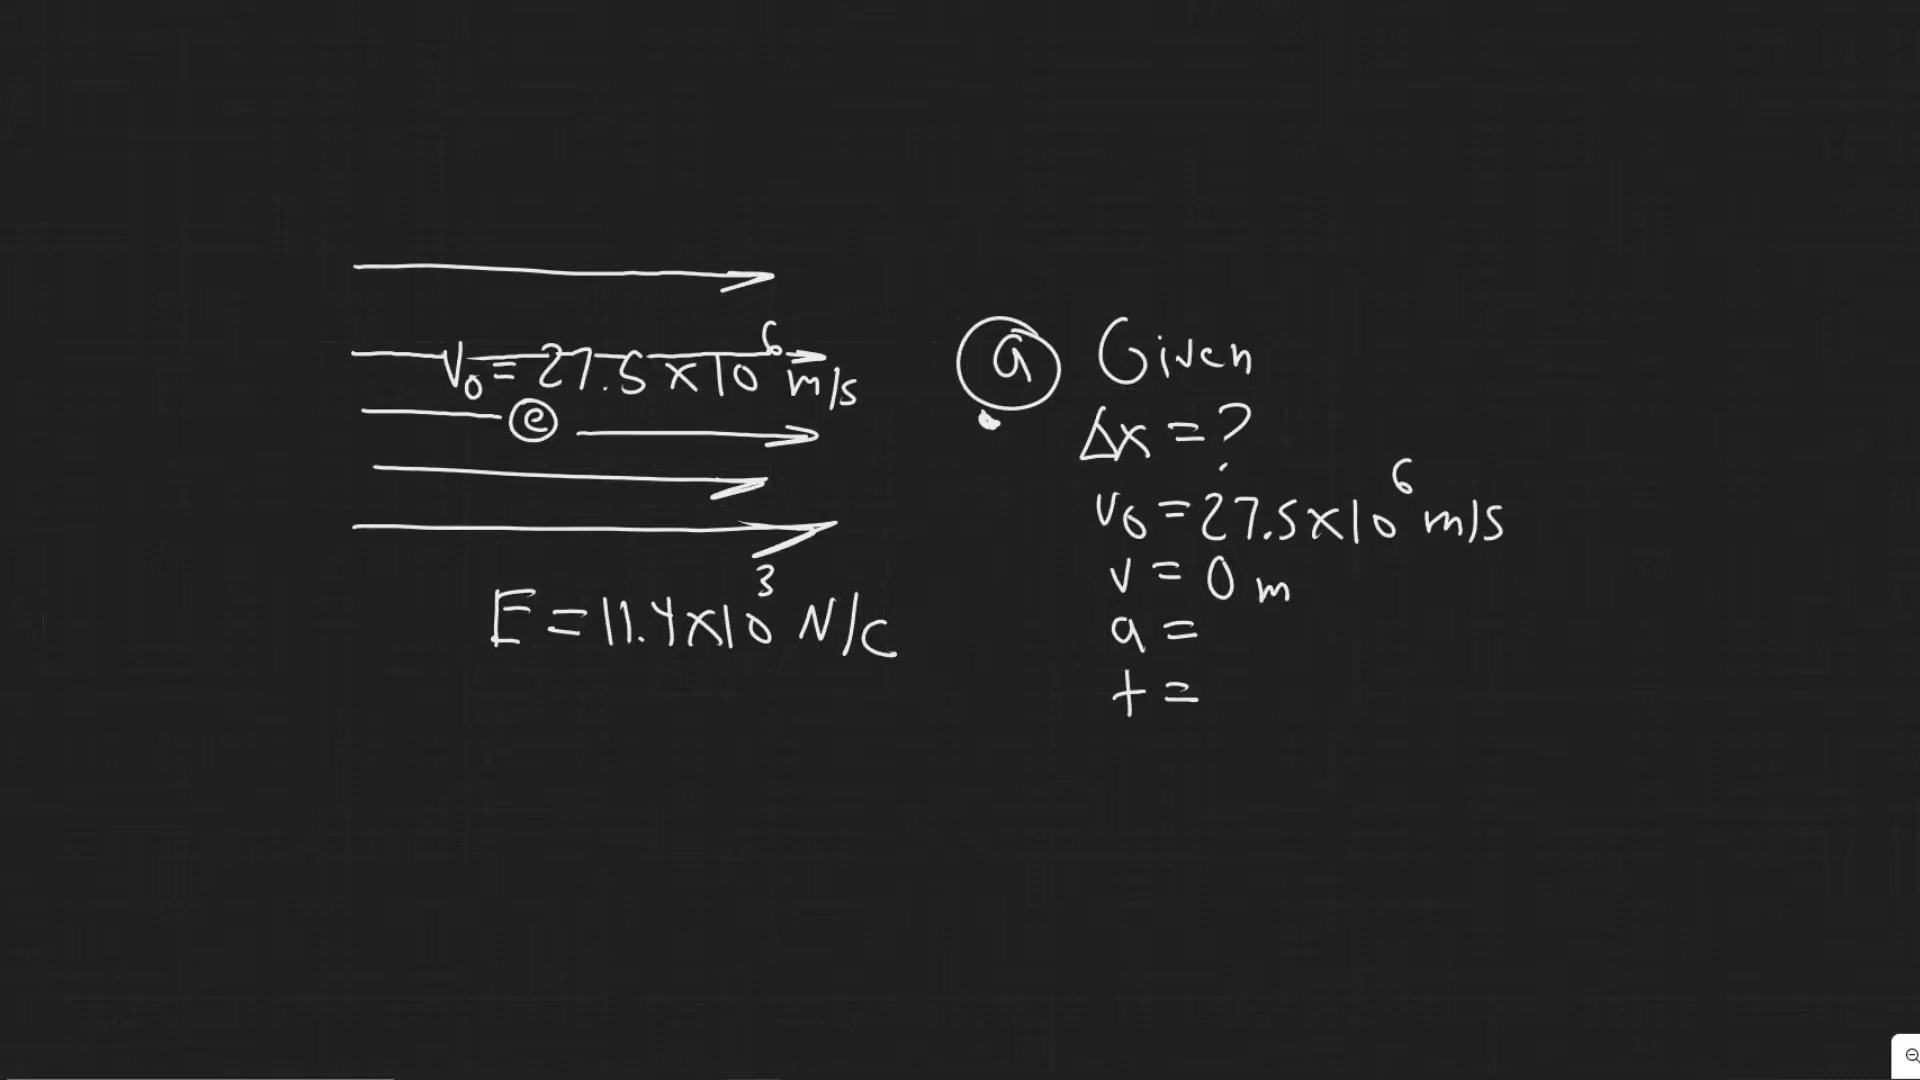 v₀ = 27.5 x 10⁶ m/s
e
E = 11.4 x 10³ N/C
a Given
Δx = ?
v₀ = 27.5 x 10⁶ m/s
v = 0 m
a =
t =